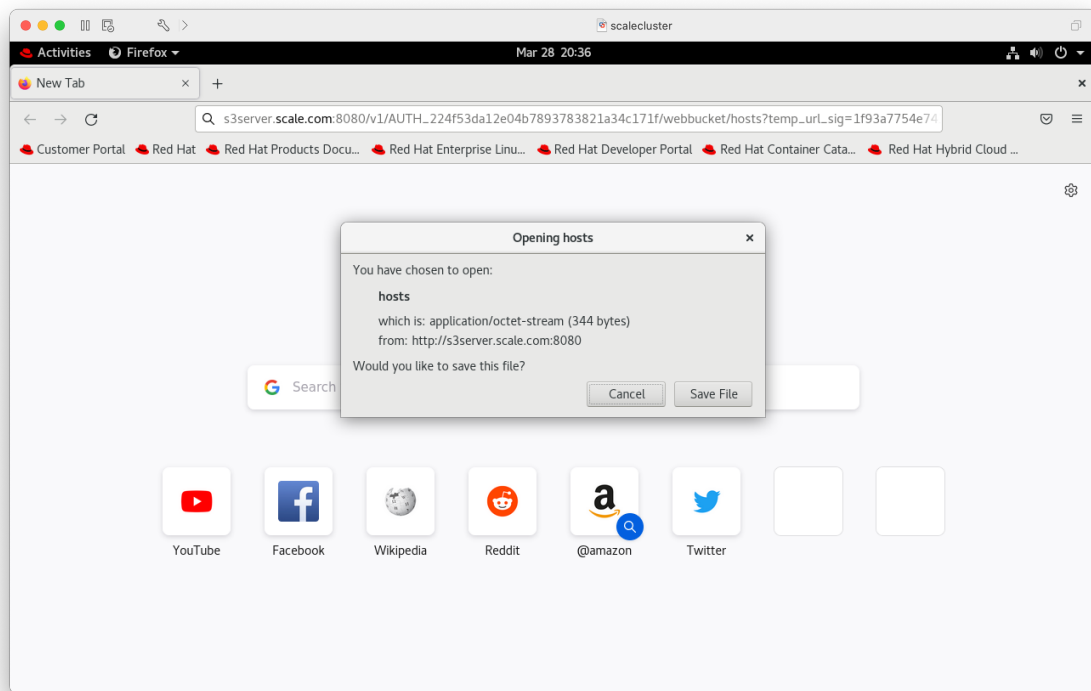 scalecluster
Activities Firefox Mar 28 20:36
New Tab
s3server.scale.com:8080/v1/AUTH_224f53da12e04b7893783821a34c171f/webbucket/hosts?temp_url_sig=1f93a7754e74
Customer Portal Red Hat Red Hat Products Docu... Red Hat Enterprise Linu... Red Hat Developer Portal Red Hat Container Cata... Red Hat Hybrid Cloud ...
Opening hosts
You have chosen to open:
hosts
which is: application/octet-stream (344 bytes)
from: http://s3server.scale.com:8080
Would you like to save this file?
Search
Cancel Save File
YouTube Facebook Wikipedia Reddit @amazon Twitter